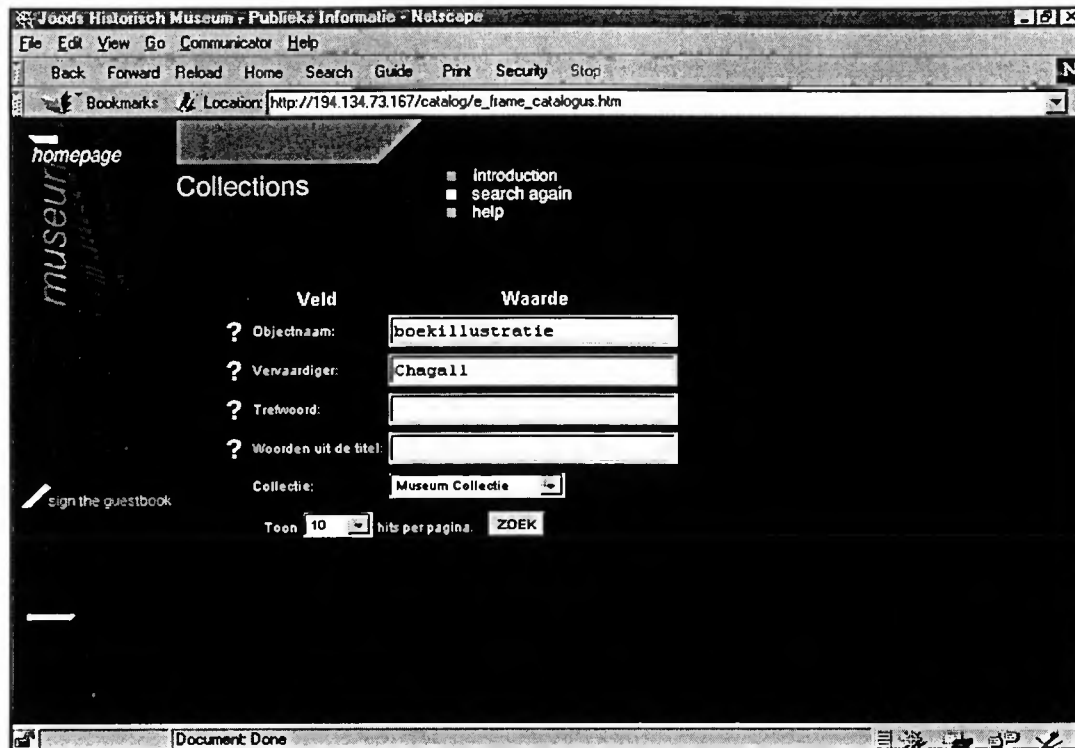 Joods Historisch Museum - Publieks Informatie - Netscape
File Edit View Go Communicator Help
Back Forward Reload Home Search Guide Print Security Stop
N
Bookmarks Location: http://194.134.73.167/catalog/e_frame_catalogus.htm
homepage
museum
Collections
introduction
search again
help
Veld Waarde
? Objectnaam: boekillustratie
? Vervaardiger: Chagall
? Trefwoord:
? Woorden uit de titel:
Collectie: Museum Collectie
sign the guestbook
Toon 10 hits per pagina. ZOEK
Document: Done